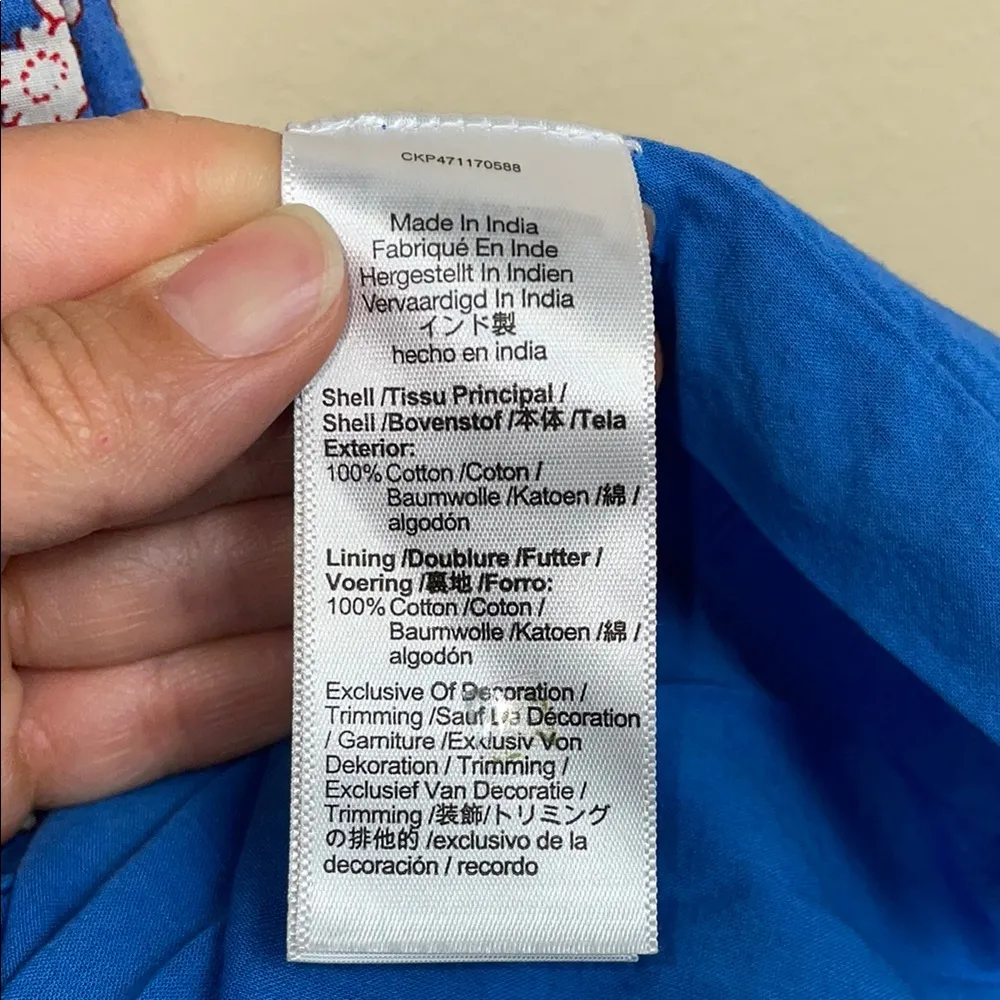 CKP471170588
Made In India
Fabriqué En Inde
Hergestellt In Indien
Vervaardigd In India
インド製
hecho en india
Shell /Tissu Principal /
Shell /Bovenstof /本体 /Tela
Exterior:
100% Cotton /Coton /
Baumwolle /Katoen /綿 /
algodón
Lining /Doublure /Futter /
Voering /裏地 /Forro:
100% Cotton /Coton /
Baumwolle /Katoen /綿 /
algodón
Exclusive Of Decoration /
Trimming /Sauf De Décoration
/ Garniture /Exklusiv Von
Dekoration / Trimming /
Exclusief Van Decoratie /
Trimming /装飾/トリミング
の排他的 /exclusivo de la
decoración / recordo